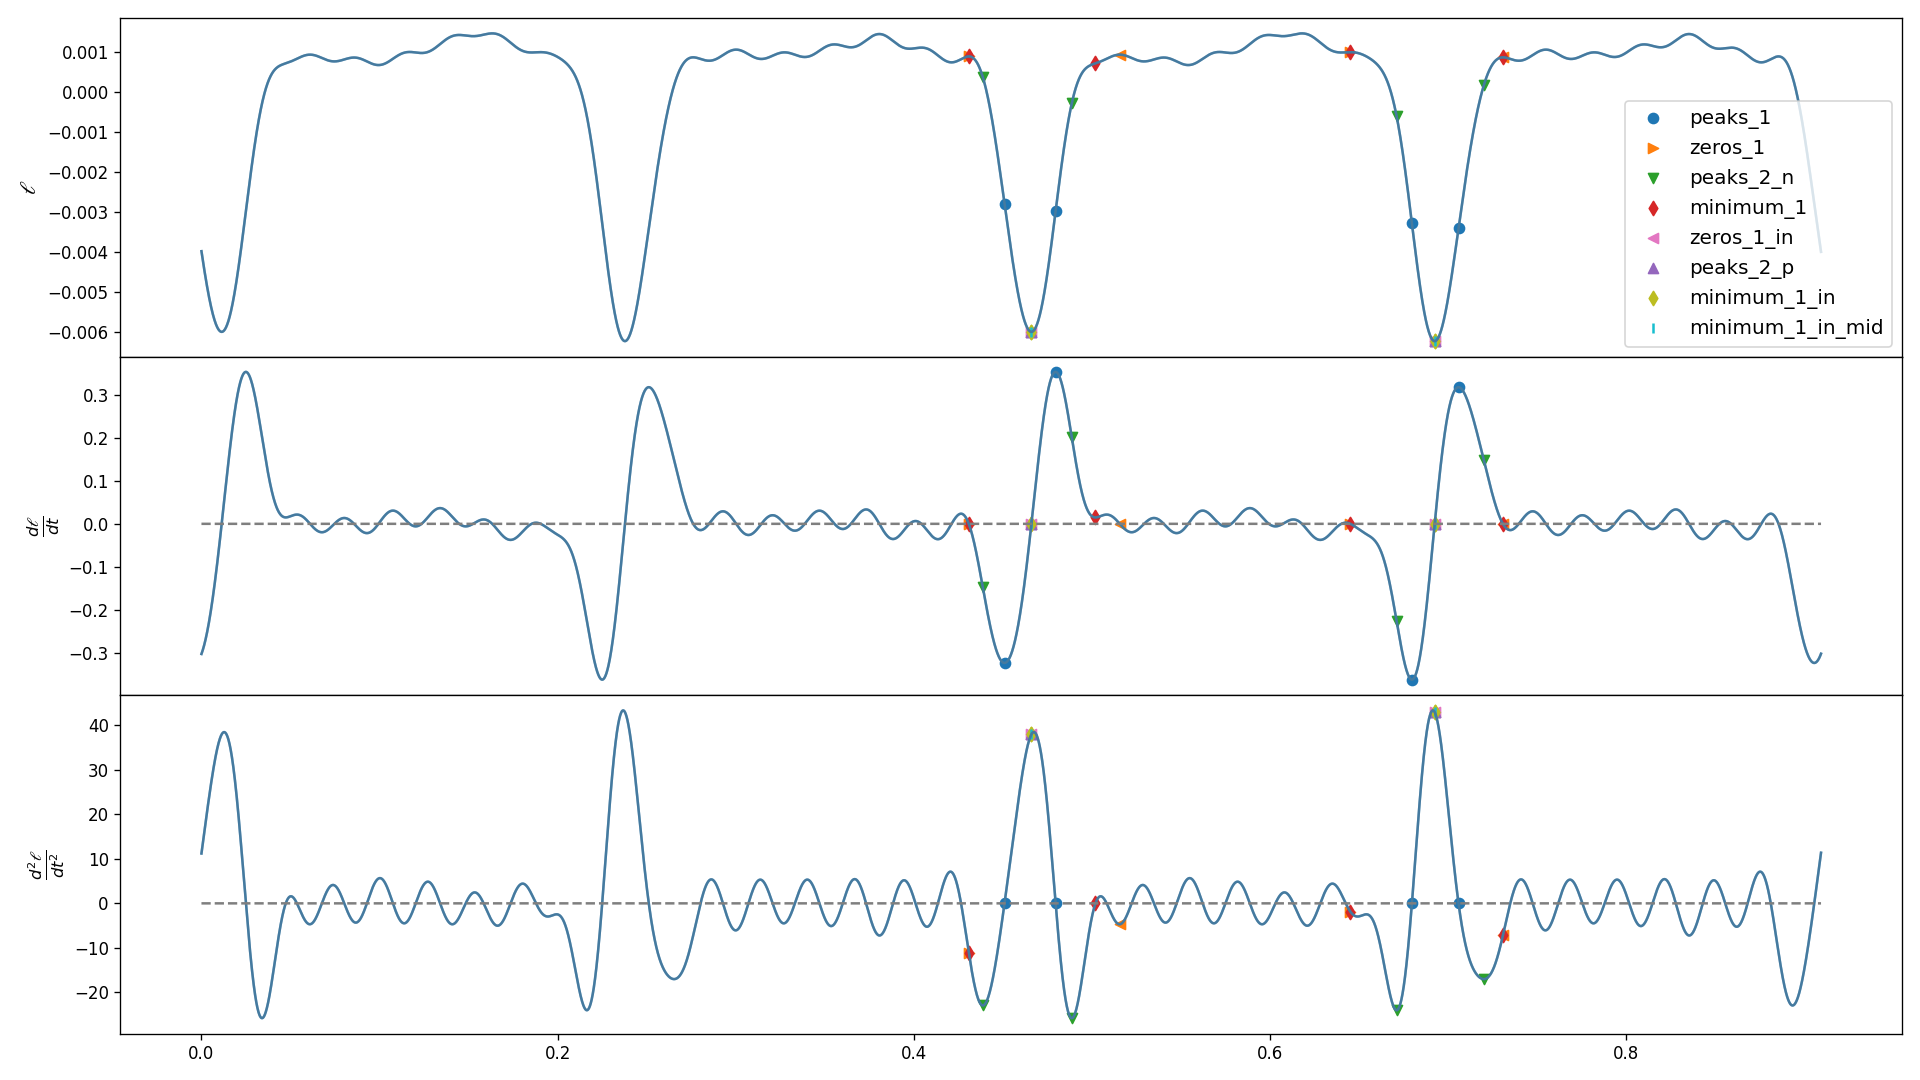 0.001
0.000
−0.001
−0.002
−0.003
−0.004
−0.005
−0.006
ℓ
peaks_1
zeros_1
peaks_2_n
minimum_1
zeros_1_in
peaks_2_p
minimum_1_in
minimum_1_in_mid
0.3
0.2
0.1
0.0
−0.1
−0.2
−0.3
dℓ
dt
40
30
20
10
0
−10
−20
d²ℓ
dt²
0.0 0.2 0.4 0.6 0.8